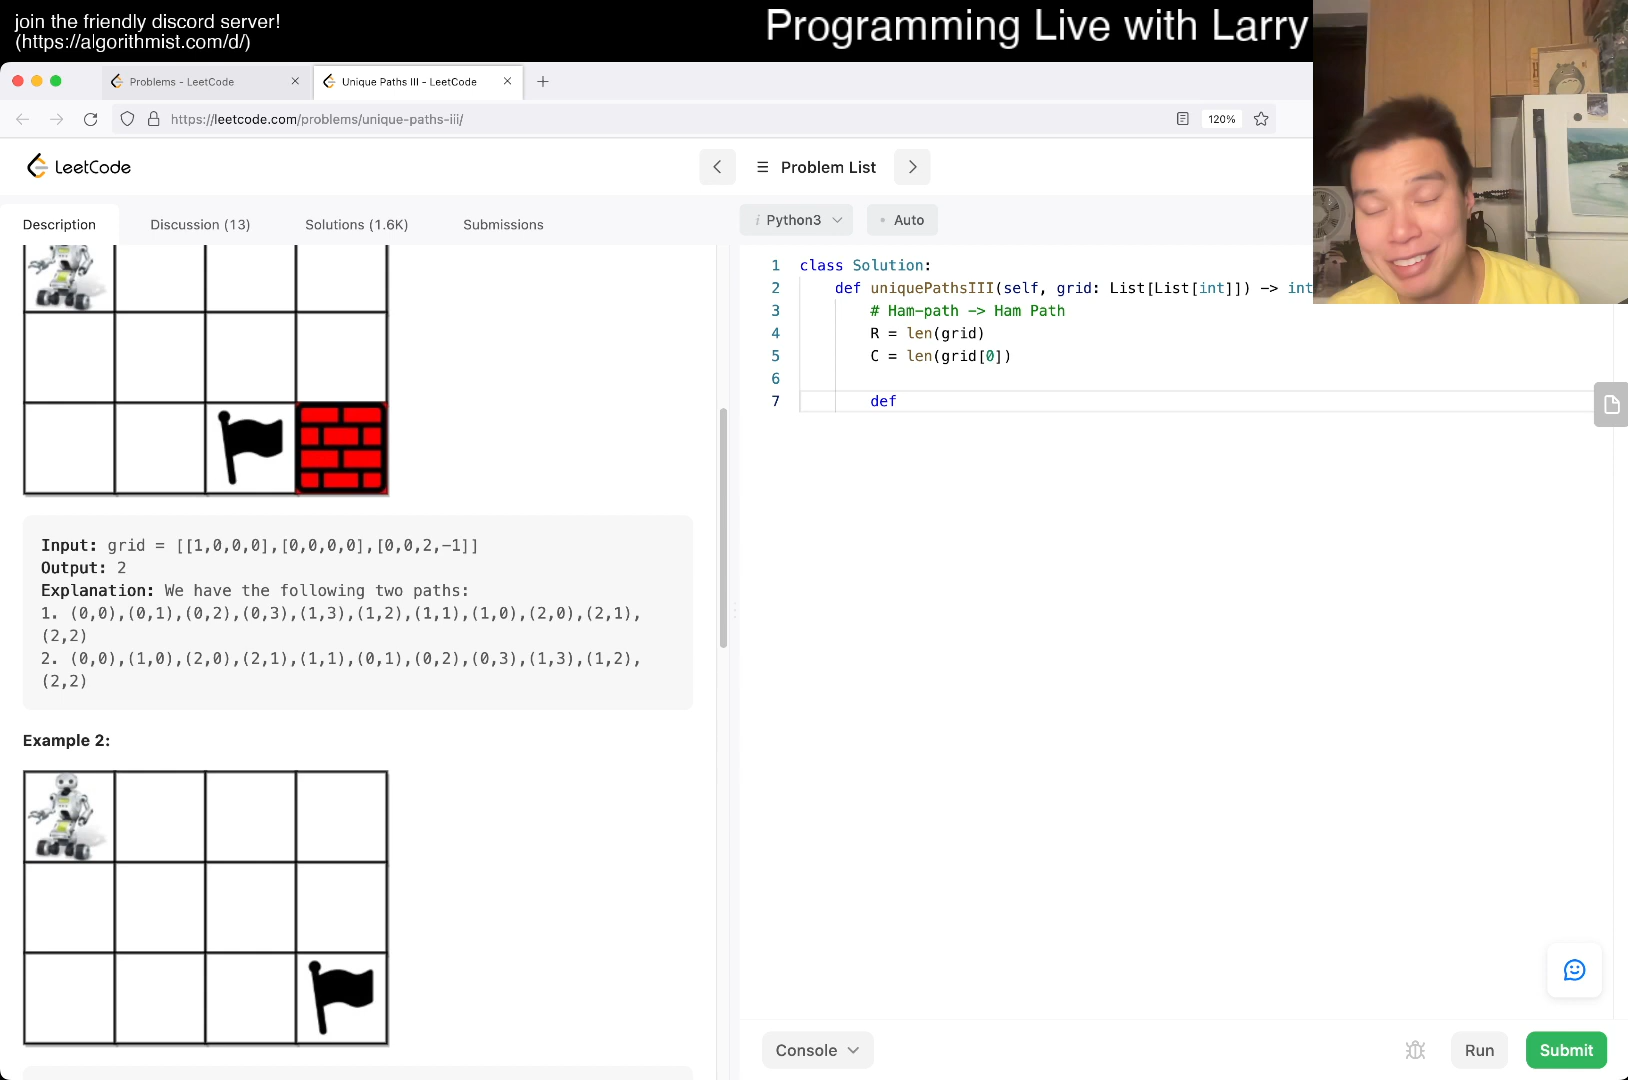 join the friendly discord server!
(https://algorithmist.com/d/)
Programming Live with Larry
Problems - LeetCode
Unique Paths III - LeetCode
https://leetcode.com/problems/unique-paths-iii/
120%
LeetCode
Problem List
Description
Discussion (13)
Solutions (1.6K)
Submissions
i Python3
Auto
1 class Solution:
2 def uniquePathsIII(self, grid: List[List[int]]) -> int
3 # Ham-path -> Ham Path
4 R = len(grid)
5 C = len(grid[0])
6
7 def
Input: grid = [[1,0,0,0],[0,0,0,0],[0,0,2,-1]]
Output: 2
Explanation: We have the following two paths:
1. (0,0),(0,1),(0,2),(0,3),(1,3),(1,2),(1,1),(1,0),(2,0),(2,1),
(2,2)
2. (0,0),(1,0),(2,0),(2,1),(1,1),(0,1),(0,2),(0,3),(1,3),(1,2),
(2,2)
Example 2:
Console
Run
Submit